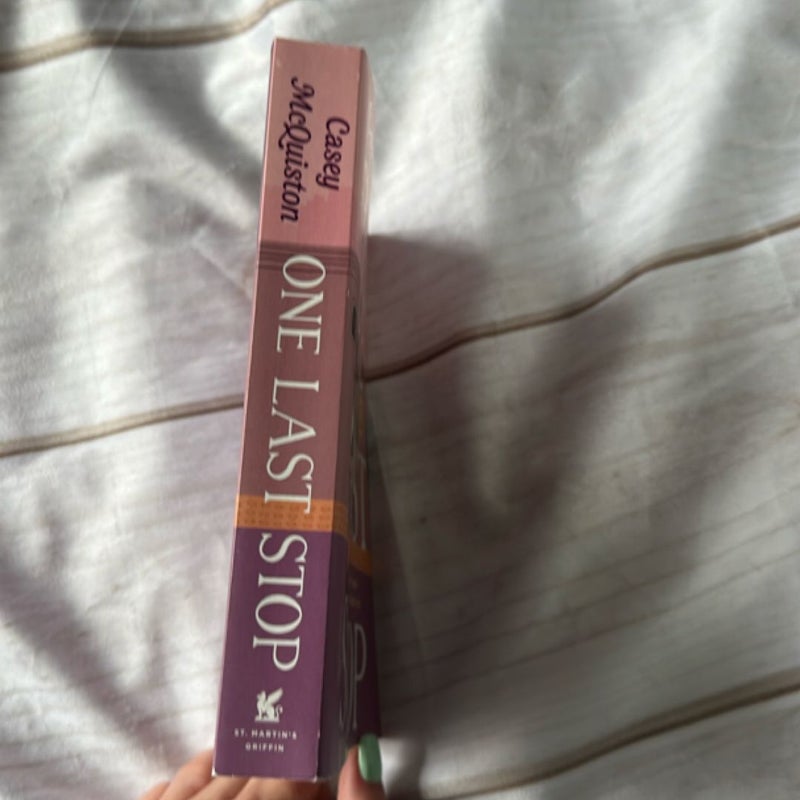 Casey
McQuiston
ONE LAST STOP
ST. MARTIN'S
GRIFFIN